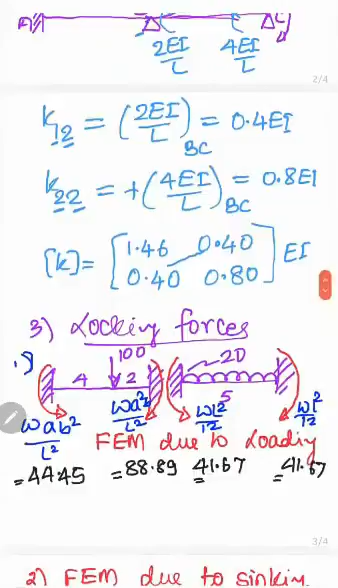 A
2EI/L 4EI/L
2/4
K12 = (2EI/L)BC = 0.4EI
K22 = +(4EI/L)BC = 0.8EI
[K] = [1.46 0.40
0.40 0.80] EI
3) Locking forces
1) 100 20
4 2 5
wab²/L² wa²b/L² wl²/12 wl²/12
FEM due to Loading
=44.45 =88.89 41.67 =41.67
3/4
2) FEM due to sinking